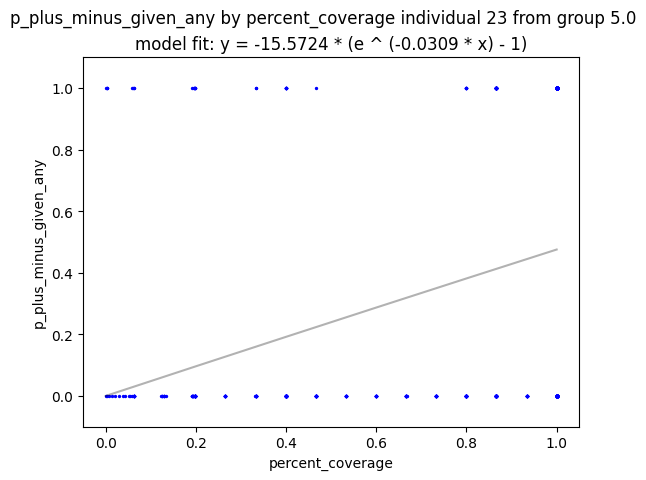 p_plus_minus_given_any by percent_coverage individual 23 from group 5.0
model fit: y = -15.5724 * (e ^ (-0.0309 * x) - 1)
1.0
0.8
0.6
0.4
0.2
0.0
p_plus_minus_given_any
0.0 0.2 0.4 0.6 0.8 1.0
percent_coverage